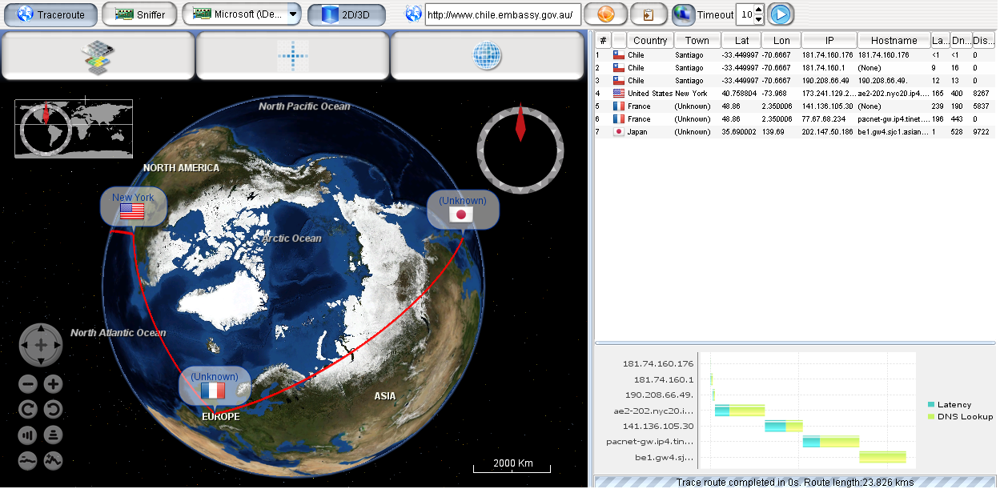 Traceroute Sniffer Microsoft (\De... 2D/3D http://www.chile.embassy.gov.au/ Timeout 10
# Country Town Lat Lon IP Hostname La... Dn... Dis...
1 Chile Santiago -33.449997 -70.6667 181.74.160.176 181.74.160.176 <1 <1 0
2 Chile Santiago -33.449997 -70.6667 181.74.160.1 (None) 9 16 0
3 Chile Santiago -33.449997 -70.6667 190.208.66.49 190.208.66.49. 12 13 0
4 United States New York 40.758804 -73.968 173.241.129.2... ae2-202.nyc20.ip4.... 165 400 8267
5 France (Unknown) 48.86 2.350006 141.136.105.30 (None) 239 190 5837
6 France (Unknown) 48.86 2.350006 77.67.68.234 pacnet-gw.ip4.tinet.... 196 443 0
7 Japan (Unknown) 35.690002 139.69 202.147.50.186 be1.gw4.sjc1.asian... 1 528 9722
North Pacific Ocean
NORTH AMERICA
New York
(Unknown)
Arctic Ocean
North Atlantic Ocean
(Unknown)
ASIA
EUROPE
2000 Km
181.74.160.176
181.74.160.1
190.208.66.49.
ae2-202.nyc20.i...
141.136.105.30
pacnet-gw.ip4.tin...
be1.gw4.sj...
Latency
DNS Lookup
Trace route completed in 0s. Route length:23.826 kms